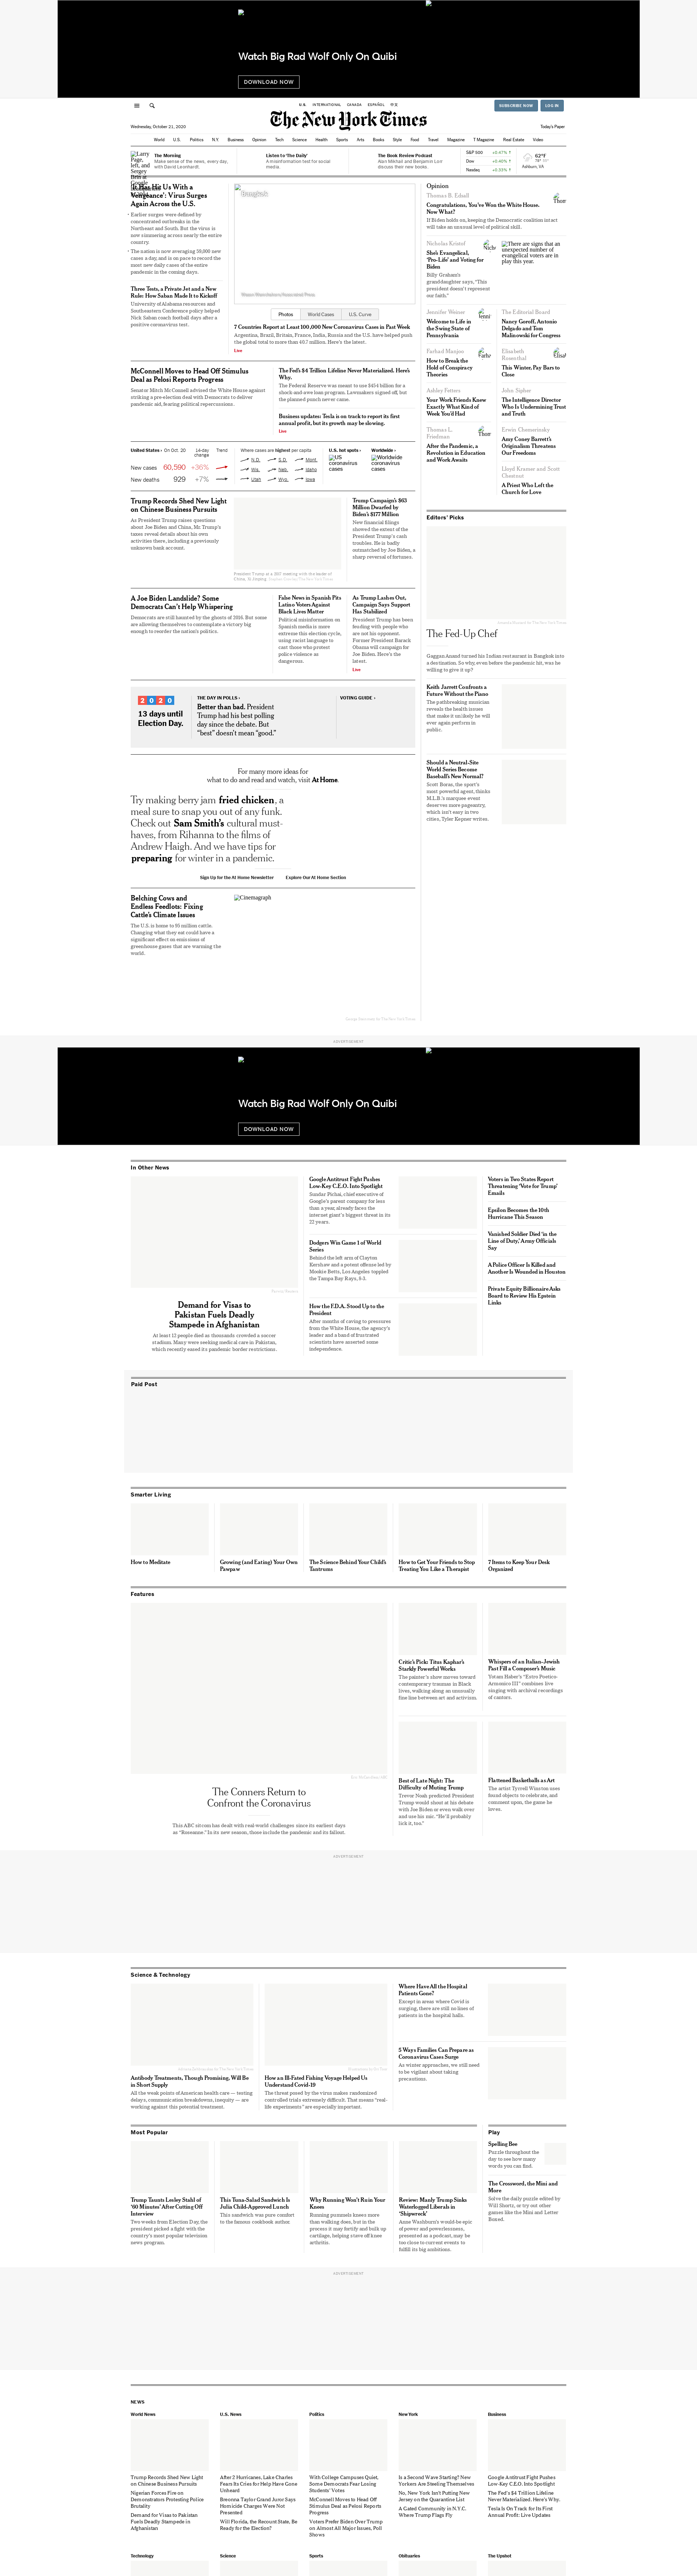 Watch Big Rad Wolf Only On Quibi
DOWNLOAD NOW
U.S. INTERNATIONAL CANADA ESPAÑOL 中文
SUBSCRIBE NOW LOG IN
The New York Times
Wednesday, October 21, 2020
Today's Paper
World U.S. Politics N.Y. Business Opinion Tech Science Health Sports Arts Books Style Food Travel Magazine T Magazine Real Estate Video
The Morning
Make sense of the news, every day, with David Leonhardt.
Listen to 'The Daily'
A misinformation test for social media.
The Book Review Podcast
Alex Michael and Benjamin Lorr discuss their new books.
S&P 500 +0.47% ↑
Dow +0.40% ↑
Nasdaq +0.33% ↑
62°F
Ashburn, VA
'It Has Hit Us With a
Vengeance': Virus Surges
Again Across the U.S.
Earlier surges were defined by
concentrated outbreaks in the
Northeast and South. But the virus is
now simmering across nearly the entire
country.
The nation is now averaging 59,000 new
cases a day, and is on pace to record the
most new daily cases of the entire
pandemic in the coming days.
Three Tests, a Private Jet and a New
Rule: How Saban Made It to Kickoff
University of Alabama resources and
Southeastern Conference policy helped
Nick Saban coach football days after a
positive coronavirus test.
Photos World Cases U.S. Curve
7 Countries Report at Least 100,000 New Coronavirus Cases in Past Week
Argentina, Brazil, Britain, France, India, Russia and the U.S. have helped push
the global total to more than 40.7 million. Here's the latest.
Live
McConnell Moves to Head Off Stimulus
Deal as Pelosi Reports Progress
Senator Mitch McConnell advised the White House against
striking a pre-election deal with Democrats to deliver
pandemic aid, fearing political repercussions.
The Fed's $4 Trillion Lifeline Never Materialized. Here's
Why.
The Federal Reserve was meant to use $454 billion for a
shock-and-awe loan program. Lawmakers signed off, but
the planned punch never came.
Business updates: Tesla is on track to report its first
annual profit, but its growth may be slowing.
Live
United States › On Oct. 20 14-day change Trend
New cases 60,590 +36%
New deaths 929 +7%
Where cases are highest per capita
N.D. S.D. Mont.
Wis. Neb. Idaho
Utah Wyo. Iowa
U.S. hot spots ›
US coronavirus cases
Worldwide ›
Worldwide coronavirus cases
Trump Records Shed New Light
on Chinese Business Pursuits
As President Trump raises questions
about Joe Biden and China, Mr. Trump's
taxes reveal details about his own
activities there, including a previously
unknown bank account.
Trump Campaign's $63
Million Dwarfed by
Biden's $177 Million
New financial filings
showed the extent of the
President Trump's cash
troubles. He is badly
outmatched by Joe Biden, a
sharp reversal of fortunes.
A Joe Biden Landslide? Some
Democrats Can't Help Whispering
Democrats are still haunted by the ghosts of 2016. But some
are allowing themselves to contemplate a victory big
enough to reorder the nation's politics.
False News in Spanish Pits
Latino Voters Against
Black Lives Matter
Political misinformation on
Spanish media is more
extreme this election cycle,
using racist language to
cast those who protest
police violence as
dangerous.
As Trump Lashes Out,
Campaign Says Support
Has Stabilized
President Trump has been
feuding with people who
are not his opponent.
Former President Barack
Obama will campaign for
Joe Biden. Here's the
latest.
Live
2020
13 days until
Election Day.
THE DAY IN POLLS ›
Better than bad. President
Trump had his best polling
day since the debate. But
"best" doesn't mean "good."
VOTING GUIDE ›
For many more ideas for
what to do and read and watch, visit At Home.
Try making berry jam fried chicken, a
meal sure to snap you out of any funk.
Check out Sam Smith's cultural must-
haves, from Rihanna to the films of
Andrew Haigh. And we have tips for
preparing for winter in a pandemic.
Sign Up for the At Home Newsletter Explore Our At Home Section
Belching Cows and
Endless Feedlots: Fixing
Cattle's Climate Issues
The U.S. is home to 95 million cattle.
Changing what they eat could have a
significant effect on emissions of
greenhouse gases that are warming the
world.
Cinemagraph
Opinion
Thomas B. Edsall
Congratulations, You've Won the White House.
Now What?
If Biden holds on, keeping the Democratic coalition intact
will take an unusual level of political skill.
Nicholas Kristof
She's Evangelical,
'Pro-Life' and Voting for
Biden
Billy Graham's
granddaughter says, "This
president doesn't represent
our faith."
There are signs that an unexpected number of evangelical voters are in play this year.
Jennifer Weiner
Welcome to Life in
the Swing State of
Pennsylvania
The Editorial Board
Nancy Goroff, Antonio
Delgado and Tom
Malinowski for Congress
Farhad Manjoo
How to Break the
Hold of Conspiracy
Theories
Elisabeth
Rosenthal
This Winter, Pay Bars to
Close
Ashley Fetters
Your Work Friends Knew
Exactly What Kind of
Week You'd Had
John Sipher
The Intelligence Director
Who Is Undermining Trust
and Truth
Thomas L.
Friedman
After the Pandemic, a
Revolution in Education
and Work Awaits
Erwin Chemerinsky
Amy Coney Barrett's
Originalism Threatens
Our Freedoms
Lloyd Kramer and Scott
Chestnut
A Priest Who Left the
Church for Love
Editors' Picks
The Fed-Up Chef
Gaggan Anand turned his Indian restaurant in Bangkok into
a destination. So why, even before the pandemic hit, was he
willing to give it up?
Keith Jarrett Confronts a
Future Without the Piano
The pathbreaking musician
reveals the health issues
that make it unlikely he will
ever again perform in
public.
Should a Neutral-Site
World Series Become
Baseball's New Normal?
Scott Boras, the sport's
most powerful agent, thinks
M.L.B.'s marquee event
deserves more pageantry,
which isn't easy in two
cities, Tyler Kepner writes.
ADVERTISEMENT
Watch Big Rad Wolf Only On Quibi
DOWNLOAD NOW
In Other News
Demand for Visas to
Pakistan Fuels Deadly
Stampede in Afghanistan
At least 12 people died as thousands crowded a soccer
stadium. Many were seeking medical care in Pakistan,
which recently eased its pandemic border restrictions.
Google Antitrust Fight Pushes
Low-Key C.E.O. Into Spotlight
Sundar Pichai, chief executive of
Google's parent company for less
than a year, already faces the
internet giant's biggest threat in its
22 years.
Dodgers Win Game 1 of World
Series
Behind the left arm of Clayton
Kershaw and a potent offense led by
Mookie Betts, Los Angeles toppled
the Tampa Bay Rays, 8-3.
How the F.D.A. Stood Up to the
President
After months of caving to pressures
from the White House, the agency's
leader and a band of frustrated
scientists have asserted some
independence.
Voters in Two States Report
Threatening 'Vote for Trump'
Emails
Epsilon Becomes the 10th
Hurricane This Season
Vanished Soldier Died 'in the
Line of Duty,' Army Officials
Say
A Police Officer Is Killed and
Another Is Wounded in Houston
Private Equity Billionaire Asks
Board to Review His Epstein
Links
Paid Post
Smarter Living
How to Meditate
Growing (and Eating) Your Own
Pawpaw
The Science Behind Your Child's
Tantrums
How to Get Your Friends to Stop
Treating You Like a Therapist
7 Items to Keep Your Desk
Organized
Features
The Conners Return to
Confront the Coronavirus
This ABC sitcom has dealt with real-world challenges since its earliest days
as "Roseanne." In its new season, those include the pandemic and its fallout.
Critic's Pick: Titus Kaphar's
Starkly Powerful Works
The painter's show moves toward
contemporary traumas in Black
lives, walking along an unusually
fine line between art and activism.
Whispers of an Italian-Jewish
Past Fill a Composer's Music
Yotam Haber's "Estro Poetico-
Armonico III" combines live
singing with archival recordings
of cantors.
Best of Late Night: The
Difficulty of Muting Trump
Trevor Noah predicted President
Trump would shout at his debate
with Joe Biden or even walk over
and use his mic. "He'll probably
lick it, too."
Flattened Basketballs as Art
The artist Tyrrell Winston uses
found objects to celebrate, and
comment upon, the game he
loves.
ADVERTISEMENT
Science & Technology
Antibody Treatments, Though Promising, Will Be
in Short Supply
All the weak points of American health care — testing
delays, communication breakdowns, inequity — are
working against this potential treatment.
How an Ill-Fated Fishing Voyage Helped Us
Understand Covid-19
The threat posed by the virus makes randomized
controlled trials extremely difficult. That means "real-
life experiments" are especially important.
Where Have All the Hospital
Patients Gone?
Except in areas where Covid is
surging, there are still no lines of
patients in the hospital halls.
5 Ways Families Can Prepare as
Coronavirus Cases Surge
As winter approaches, we still need
to be vigilant about taking
precautions.
Most Popular
Trump Taunts Lesley Stahl of
'60 Minutes' After Cutting Off
Interview
Two weeks from Election Day, the
president picked a fight with the
country's most popular television
news program.
This Tuna-Salad Sandwich Is
Julia Child-Approved Lunch
This sandwich was pure comfort
to the famous cookbook author.
Why Running Won't Ruin Your
Knees
Running pummels knees more
than walking does, but in the
process it may fortify and bulk up
cartilage, helping stave off knee
arthritis.
Review: Manly Trump Sinks
Waterlogged Liberals in
'Shipwreck'
Anne Washburn's would-be epic
of power and powerlessness,
presented as a podcast, may be
too close to current events to
fulfill its big ambitions.
Play
Spelling Bee
Puzzle throughout the
day to see how many
words you can find.
The Crossword, the Mini and
More
Solve the daily puzzle edited by
Will Shortz, or try out other
games like the Mini and Letter
Boxed.
ADVERTISEMENT
NEWS
World News
Trump Records Shed New Light
on Chinese Business Pursuits
Nigerian Forces Fire on
Demonstrators Protesting Police
Brutality
Demand for Visas to Pakistan
Fuels Deadly Stampede in
Afghanistan
U.S. News
After 2 Hurricanes, Lake Charles
Fears Its Cries for Help Have Gone
Unheard
Breonna Taylor Grand Juror Says
Homicide Charges Were Not
Presented
Will Florida, the Recount State, Be
Ready for the Election?
Politics
With College Campuses Quiet,
Some Democrats Fear Losing
Students' Votes
McConnell Moves to Head Off
Stimulus Deal as Pelosi Reports
Progress
Voters Prefer Biden Over Trump
on Almost All Major Issues, Poll
Shows
New York
Is a Second Wave Starting? New
Yorkers Are Steeling Themselves
No, New York Isn't Putting New
Jersey on the Quarantine List
A Gated Community in N.Y.C.
Where Trump Flags Fly
Business
Google Antitrust Fight Pushes
Low-Key C.E.O. Into Spotlight
The Fed's $4 Trillion Lifeline
Never Materialized. Here's Why.
Tesla Is On Track for Its First
Annual Profit: Live Updates
Technology Science Sports Obituaries The Upshot